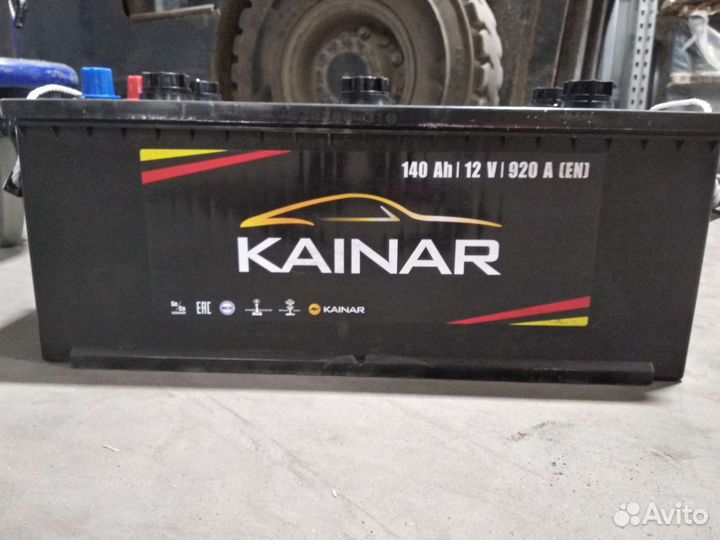 140 Ah | 12 V | 920 A (EN)
KAINAR
EAC
KAINAR
Avito